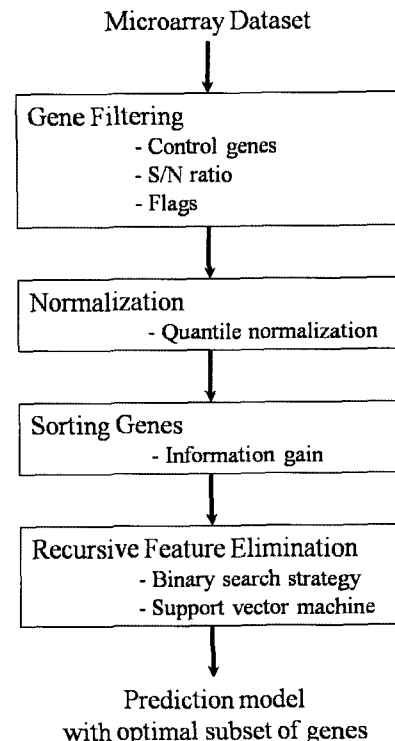 Microarray Dataset
Gene Filtering
- Control genes
- S/N ratio
- Flags
Normalization
- Quantile normalization
Sorting Genes
- Information gain
Recursive Feature Elimination
- Binary search strategy
- Support vector machine
Prediction model
with optimal subset of genes